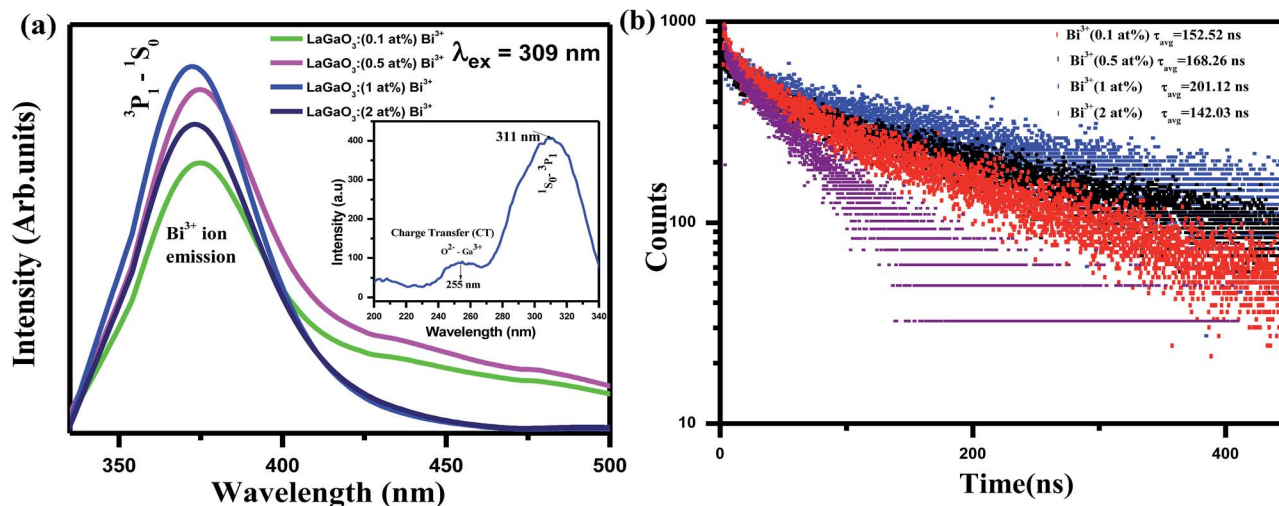 (a)
³P₁ - ¹S₀
LaGaO₃:(0.1 at%) Bi³⁺
LaGaO₃:(0.5 at%) Bi³⁺
LaGaO₃:(1 at%) Bi³⁺
LaGaO₃:(2 at%) Bi³⁺
λₑₓ = 309 nm
Bi³⁺ ion
emission
Intensity (Arb.units)
350
400
450
500
Wavelength (nm)
400
300
200
100
0
Intensity (a.u)
311 nm
¹S₀- ³P₁
Charge Transfer (CT)
O²⁻ - Ga³⁺
255 nm
200 220 240 260 280 300 320 340
Wavelength (nm)
(b)
1000
100
10
Counts
Bi³⁺(0.1 at%) τavg=152.52 ns
Bi³⁺(0.5 at%) τavg=168.26 ns
Bi³⁺(1 at%) τavg=201.12 ns
Bi³⁺(2 at%) τavg=142.03 ns
0
200
400
Time(ns)